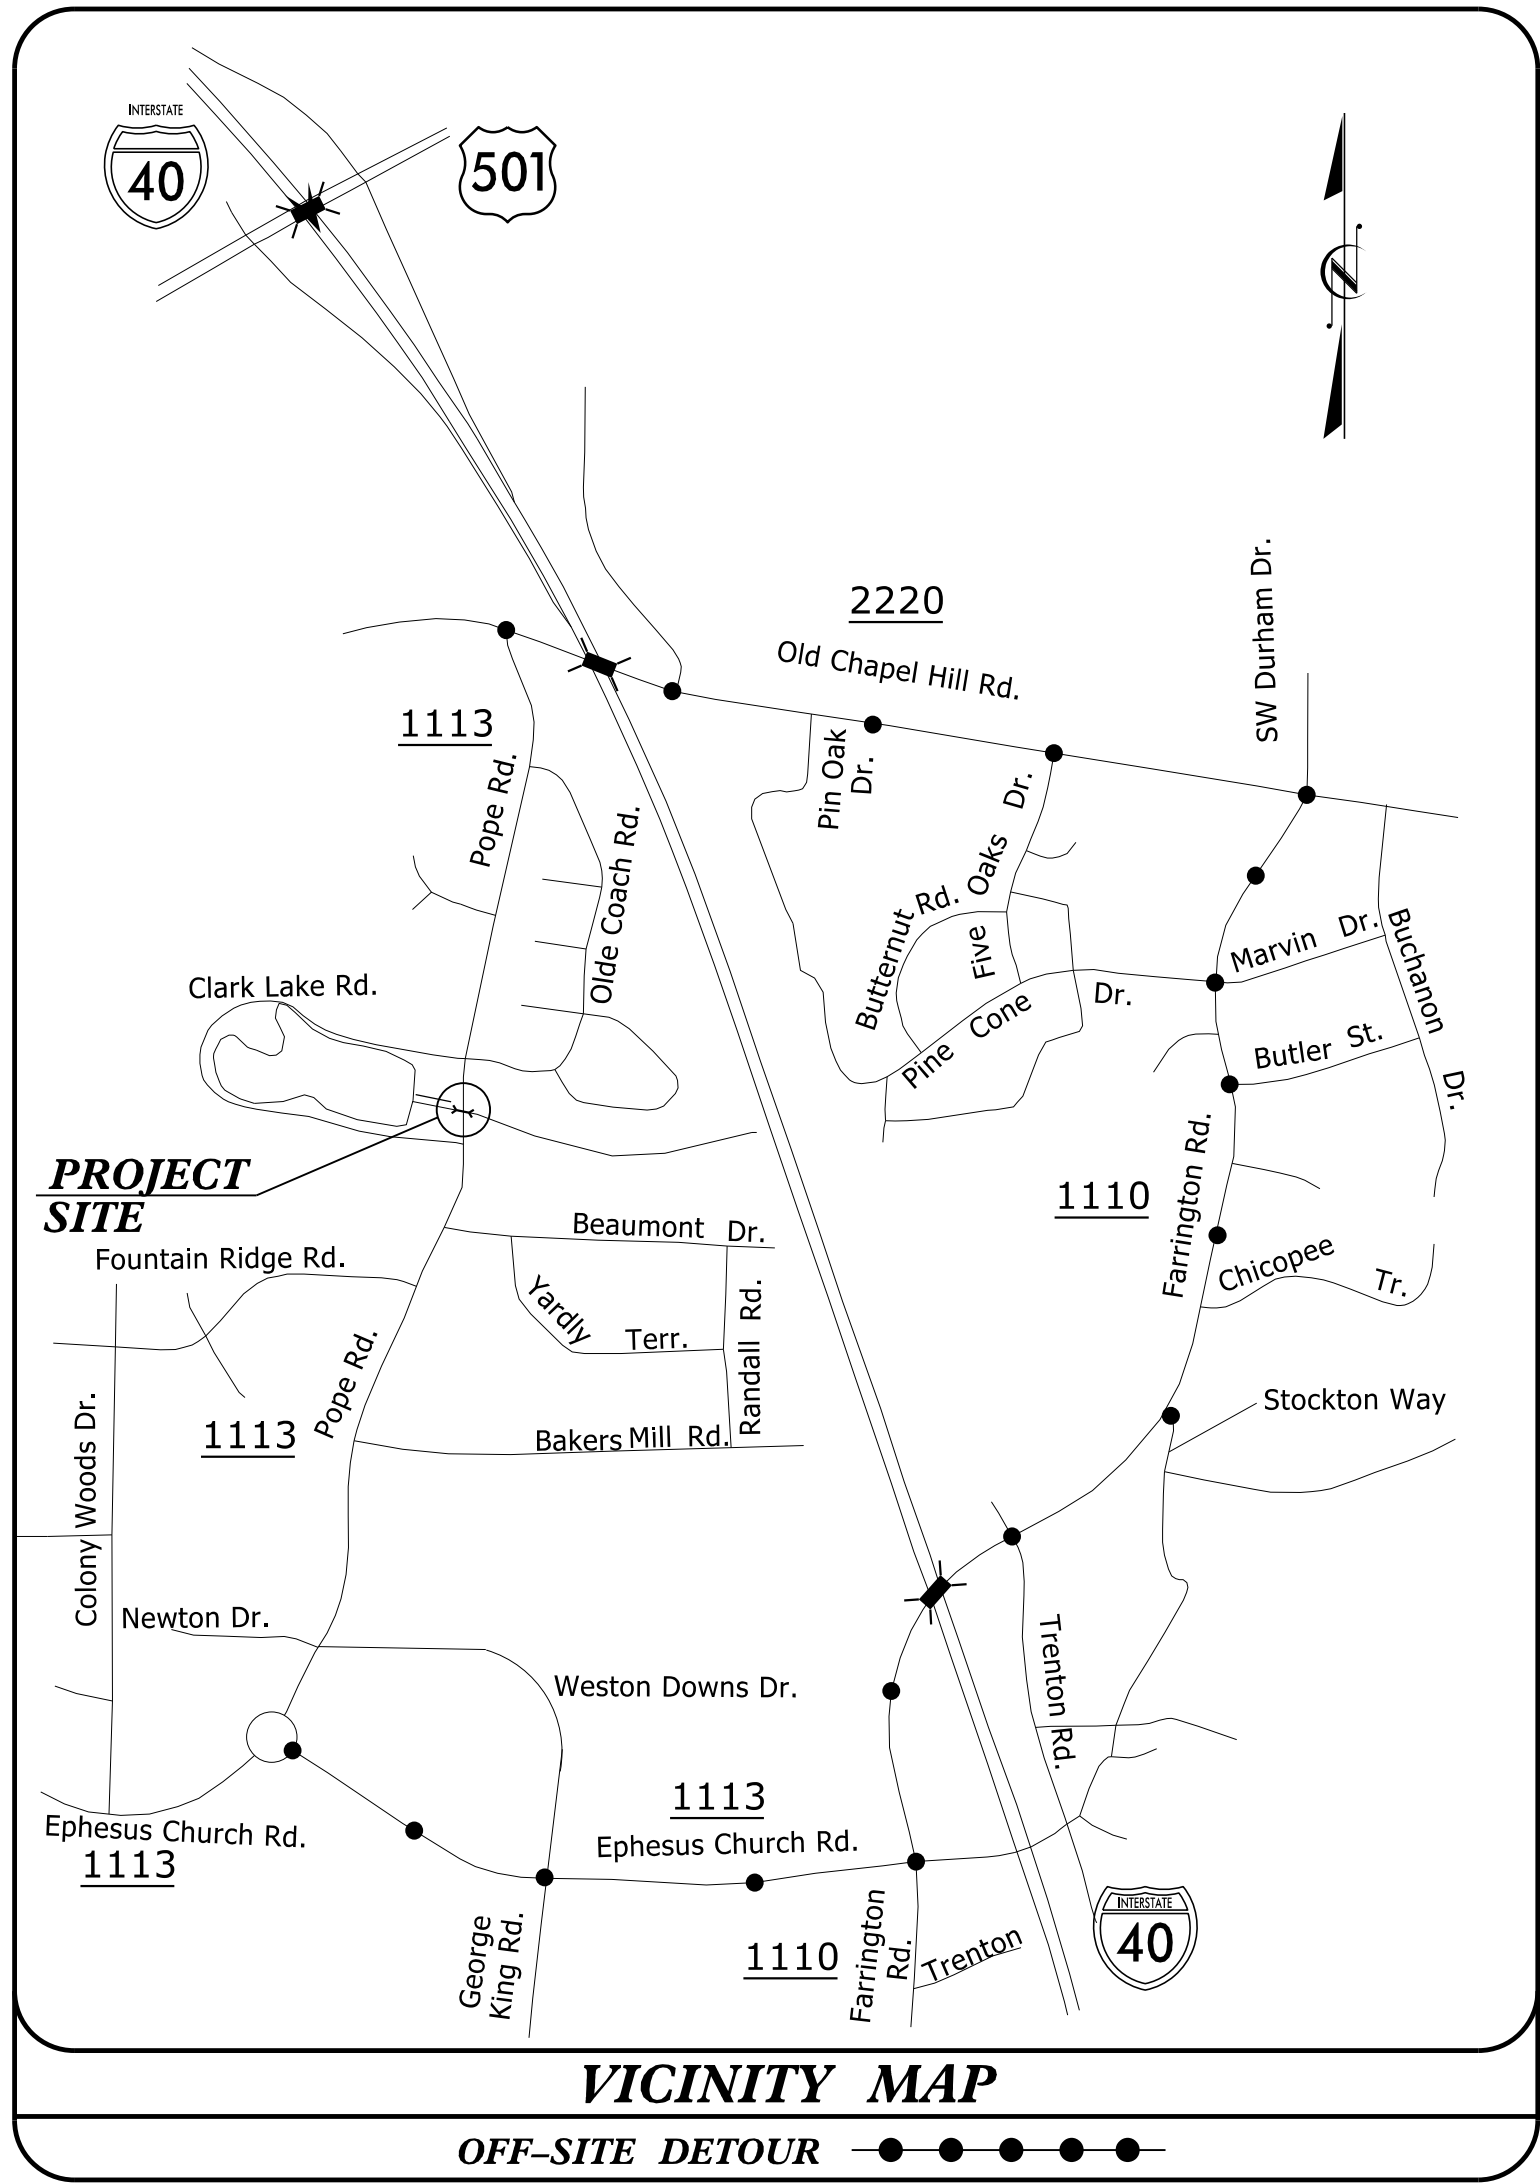 INTERSTATE
40
501
N
SW Durham Dr.
2220
Old Chapel Hill Rd.
1113
Pope Rd.
Pin Oak
Dr.
Olde Coach Rd.
Five Oaks Dr.
Butternut Rd.
Marvin Dr.
Buchanon Dr.
Clark Lake Rd.
Pine Cone Dr.
Butler St.
PROJECT
SITE
1110
Farrington Rd.
Beaumont Dr.
Fountain Ridge Rd.
Chicopee Tr.
Yardly Terr.
Randall Rd.
Pope Rd.
1113
Stockton Way
Bakers Mill Rd.
Colony Woods Dr.
Newton Dr.
Weston Downs Dr.
Trenton Rd.
1113
Ephesus Church Rd.
Ephesus Church Rd.
1113
George
King Rd.
1110
Farrington
Rd.
Trenton
INTERSTATE
40
VICINITY MAP
OFF-SITE DETOUR